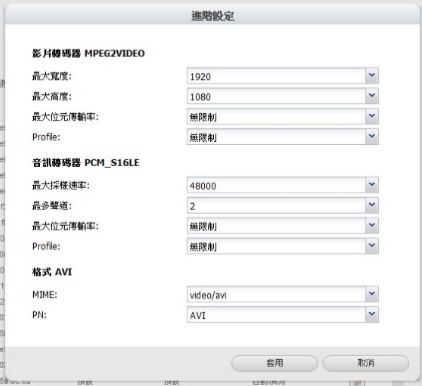 進階設定
影片轉碼器 MPEG2VIDEO
最大寬度: 1920
最大高度: 1080
最大位元傳輸率: 無限制
Profile: 無限制
音訊轉碼器 PCM_S16LE
最大採樣速率: 48000
最多聲道: 2
最大位元傳輸率: 無限制
Profile: 無限制
格式 AVI
MIME: video/avi
PN: AVI
套用 取消